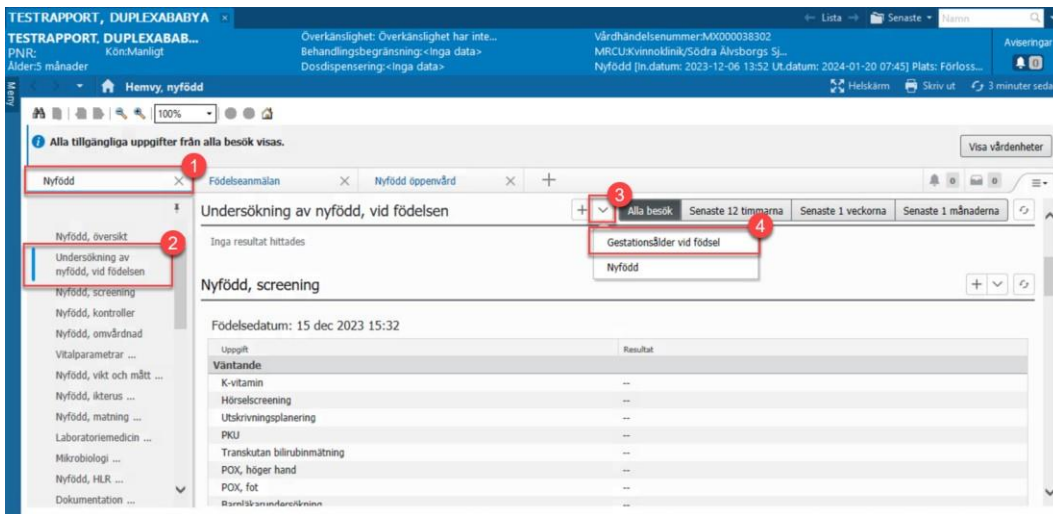 TESTRAPPORT, DUPLEXABABYA ×
← Lista → Senaste Namn
TESTRAPPORT, DUPLEXABAB...
PNR: Kön:Manligt
Ålder:5 månader
Överkänslighet: Överkänslighet har inte...
Behandlingsbegränsning:<Inga data>
Dosdispensering:<Inga data>
Vårdhändelsenummer:MX000038302
MRCU:Kvinnoklinik/Södra Älvsborgs Sj...
Nyfödd [In.datum: 2023-12-06 13:52 Ut.datum: 2024-01-20 07:45] Plats: Förloss...
Aviseringar
0
Meny
Hemvy, nyfödd
Helskärm Skriv ut 3 minuter seda
100%
Alla tillgängliga uppgifter från alla besök visas.
Visa vårdenheter
1
Nyfödd × Födelseanmälan × Nyfödd öppenvård × +
0 0
Nyfödd, översikt
2
Undersökning av
nyfödd, vid födelsen
Nyfödd, screening
Nyfödd, kontroller
Nyfödd, omvårdnad
Vitalparametrar ...
Nyfödd, vikt och mått ...
Nyfödd, ikterus ...
Nyfödd, matning ...
Laboratoriemedicin ...
Mikrobiologi ...
Nyfödd, HLR ...
Dokumentation ...
Undersökning av nyfödd, vid födelsen
3
+ Alla besök Senaste 12 timmarna Senaste 1 veckorna Senaste 1 månaderna
Inga resultat hittades
4
Gestationsålder vid födsel
Nyfödd
Nyfödd, screening
+
Födelsedatum: 15 dec 2023 15:32
Uppgift Resultat
Väntande
K-vitamin --
Hörselscreening --
Utskrivningsplanering --
PKU --
Transkutan bilirubinmätning --
POX, höger hand --
POX, fot --
Barnläkarundersökning --